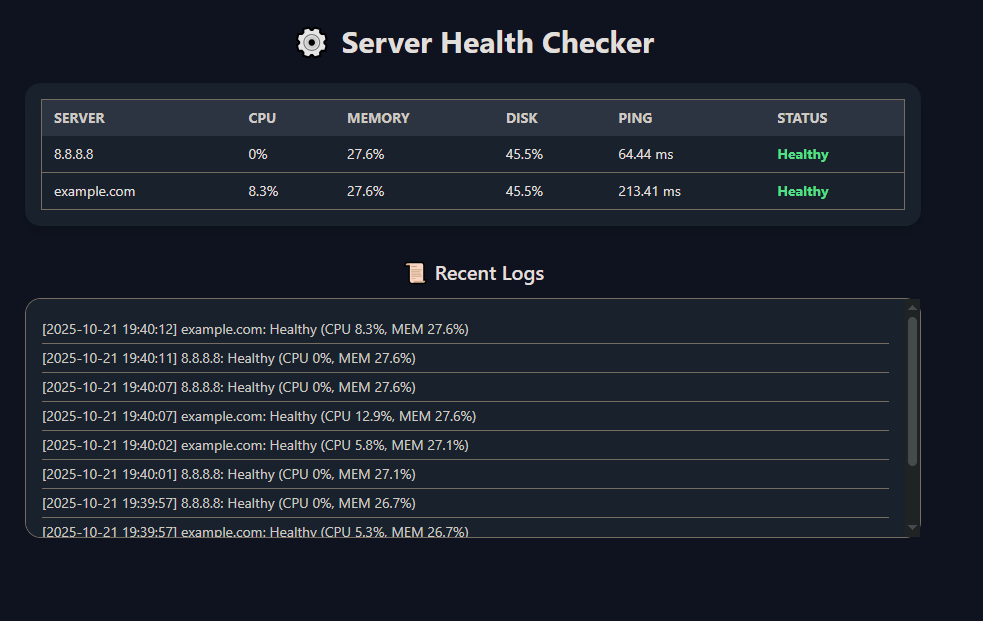 Server Health Checker
SERVER CPU MEMORY DISK PING STATUS
8.8.8.8 0% 27.6% 45.5% 64.44 ms Healthy
example.com 8.3% 27.6% 45.5% 213.41 ms Healthy
Recent Logs
[2025-10-21 19:40:12] example.com: Healthy (CPU 8.3%, MEM 27.6%)
[2025-10-21 19:40:11] 8.8.8.8: Healthy (CPU 0%, MEM 27.6%)
[2025-10-21 19:40:07] 8.8.8.8: Healthy (CPU 0%, MEM 27.6%)
[2025-10-21 19:40:07] example.com: Healthy (CPU 12.9%, MEM 27.6%)
[2025-10-21 19:40:02] example.com: Healthy (CPU 5.8%, MEM 27.1%)
[2025-10-21 19:40:01] 8.8.8.8: Healthy (CPU 0%, MEM 27.1%)
[2025-10-21 19:39:57] 8.8.8.8: Healthy (CPU 0%, MEM 26.7%)
[2025-10-21 19:39:57] example.com: Healthy (CPU 5.3%, MEM 26.7%)